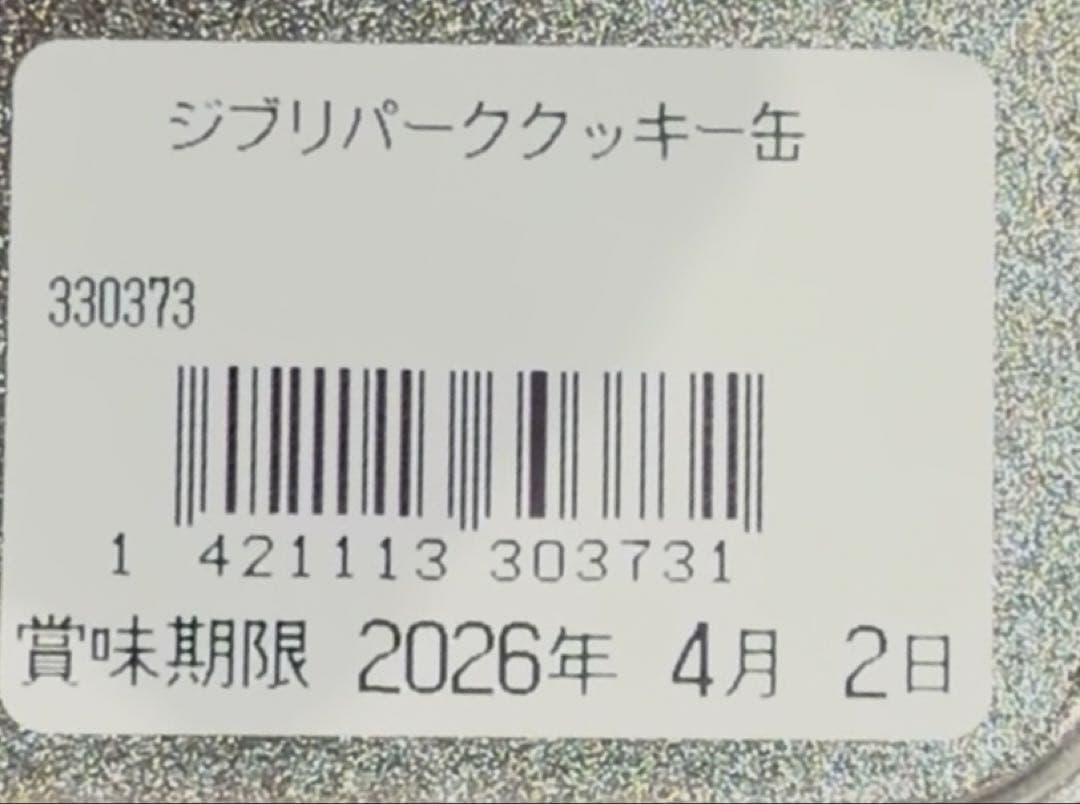 ジブリパーククッキー缶
330373
1 421113 303731
賞味期限 2026年 4月 2日